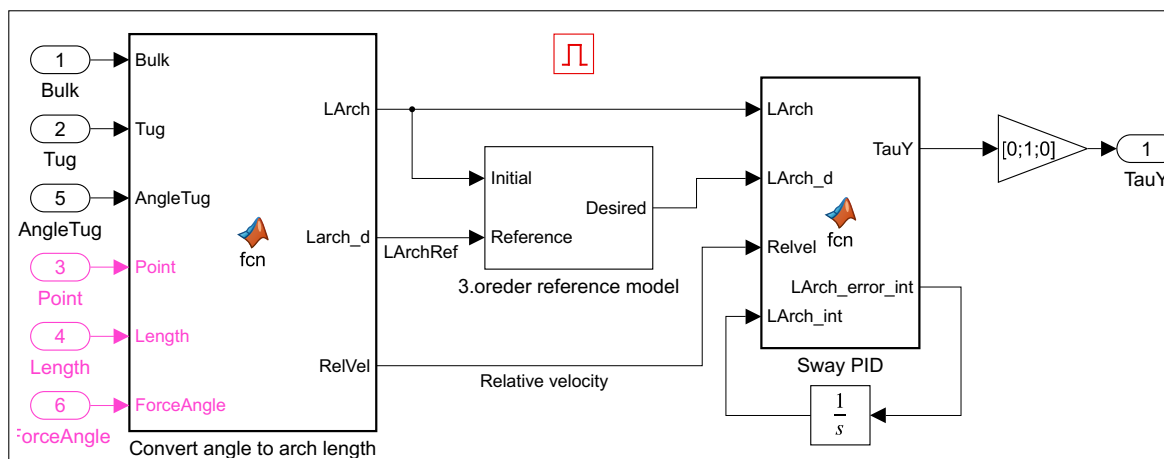 1
Bulk
2
Tug
5
AngleTug
3
Point
4
Length
6
ForceAngle
Bulk
Tug
AngleTug
Point
Length
ForceAngle
fcn
LArch
Larch_d
RelVel
Convert angle to arch length
LArchRef
Relative velocity
Initial
Reference
Desired
3.oreder reference model
LArch
LArch_d
Relvel
LArch_int
fcn
TauY
LArch_error_int
Sway PID
1
s
[0;1;0]
1
TauY